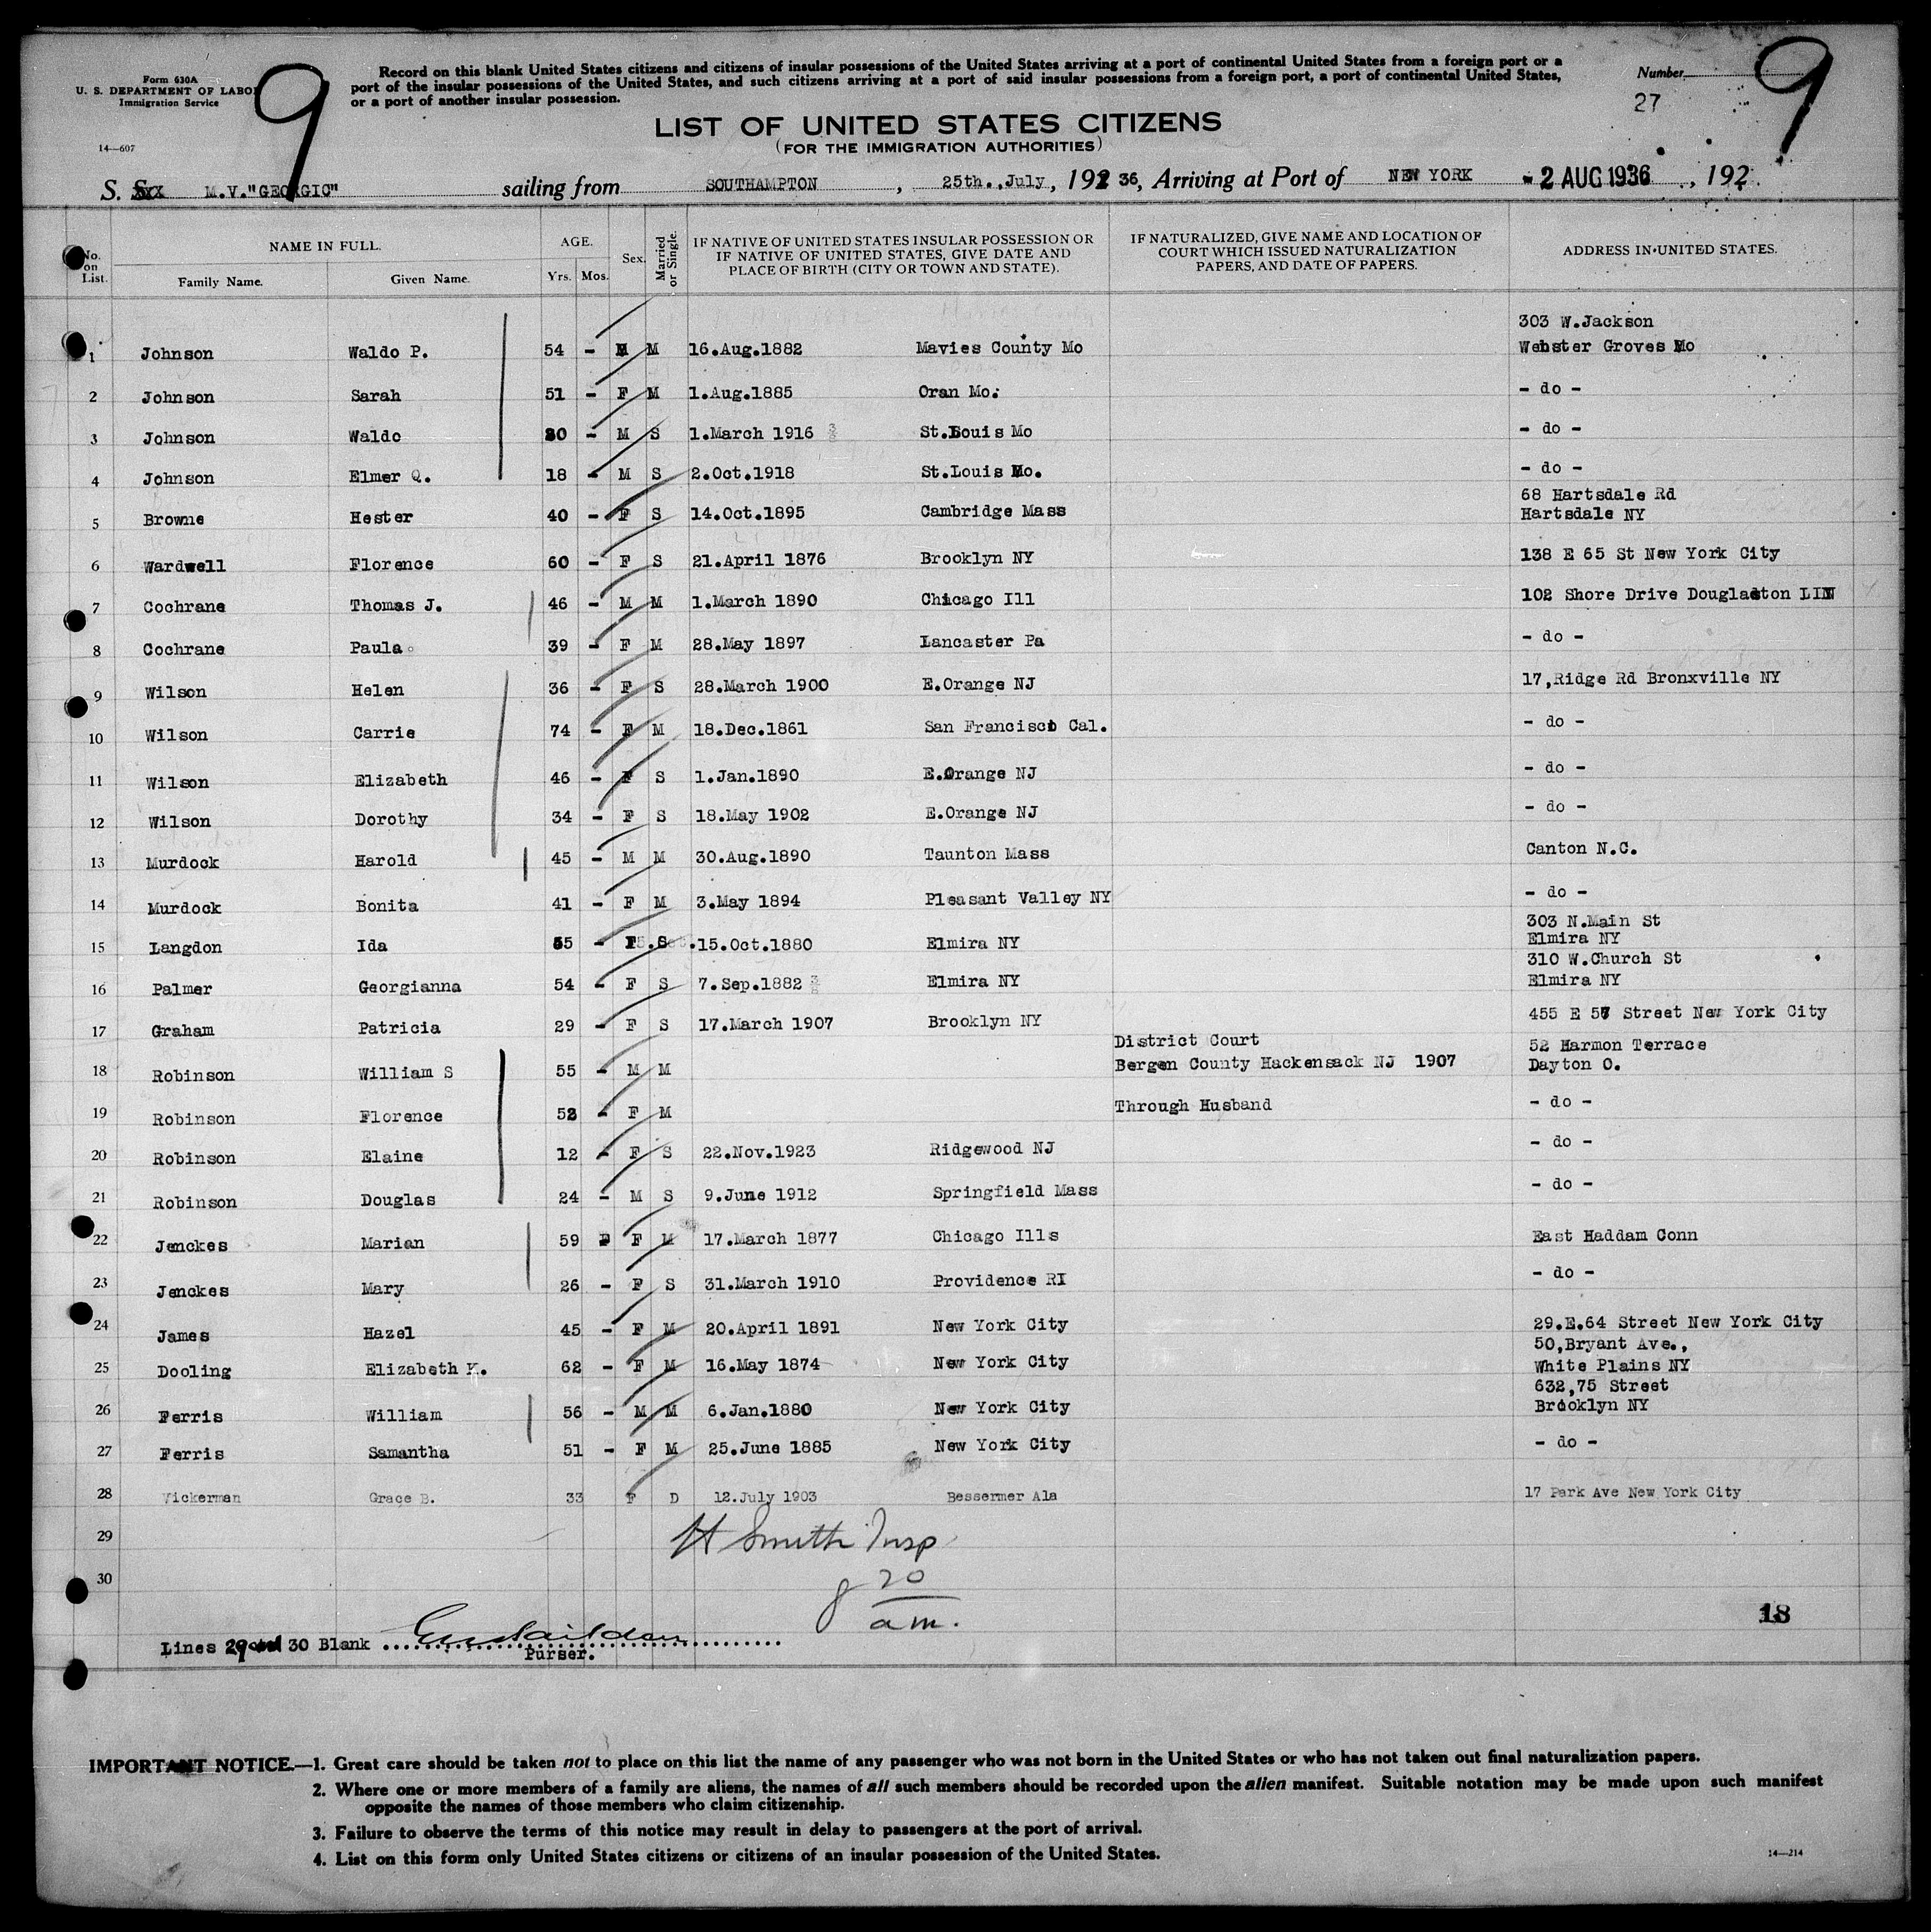 Form 630A
U. S. DEPARTMENT OF LABOR
Immigration Service
14—607
9
Record on this blank United States citizens and citizens of insular possessions of the United States arriving at a port of continental United States from a foreign port or a
port of the insular possessions of the United States, and such citizens arriving at a port of said insular possessions from a foreign port, a port of continental United States,
or a port of another insular possession.
Number
27
9
LIST OF UNITED STATES CITIZENS
(FOR THE IMMIGRATION AUTHORITIES)
S. S. M.V."GEORGIC" sailing from SOUTHAMPTON, 25th.,July, 192 36, Arriving at Port of NEW YORK - 2 AUG 1936, 192
No. on List. NAME IN FULL. Family Name. Given Name. AGE. Yrs. Mos. Sex. Married or Single. IF NATIVE OF UNITED STATES INSULAR POSSESSION OR IF NATIVE OF UNITED STATES, GIVE DATE AND PLACE OF BIRTH (CITY OR TOWN AND STATE). IF NATURALIZED, GIVE NAME AND LOCATION OF COURT WHICH ISSUED NATURALIZATION PAPERS, AND DATE OF PAPERS. ADDRESS IN UNITED STATES.
303 W.Jackson
1 Johnson Waldo P. 54 - M M 16.Aug.1882 Mavies County Mo Webster Groves Mo
2 Johnson Sarah 51 - F M 1.Aug.1885 Oran Mo. - do -
3 Johnson Waldo 20 - M S 1.March 1916 St.Louis Mo - do -
4 Johnson Elmer Q. 18 - M S 2.Oct.1918 St.Louis Mo. - do -
68 Hartsdale Rd
5 Browne Hester 40 - F S 14.Oct.1895 Cambridge Mass Hartsdale NY
6 Wardwell Florence 60 - F S 21.April 1876 Brooklyn NY 138 E 65 St New York City
7 Cochrane Thomas J. 46 - M M 1.March 1890 Chicago Ill 102 Shore Drive Douglaston
8 Cochrane Paula 39 - F M 28.May 1897 Lancaster Pa - do -
9 Wilson Helen 36 - F S 28.March 1900 E.Orange NJ 17,Ridge Rd Bronxville NY
10 Wilson Carrie 74 - F M 18.Dec.1861 San Francisco Cal. - do -
11 Wilson Elizabeth 46 - F S 1.Jan.1890 E.Orange NJ - do -
12 Wilson Dorothy 34 - F S 18.May 1902 E.Orange NJ - do -
13 Murdock Harold 45 - M M 30.Aug.1890 Taunton Mass Canton N.C.
14 Murdock Bonita 41 - F M 3.May 1894 Pleasant Valley NY - do -
303 N.Main St
15 Langdon Ida 55 - F S 15.Oct.1880 Elmira NY Elmira NY
310 W.Church St
16 Palmer Georgianna 54 - F S 7.Sep.1882 Elmira NY Elmira NY
17 Graham Patricia 29 - F S 17.March 1907 Brooklyn NY 455 E 57 Street New York City
District Court 52 Harmon Terrace
18 Robinson William S 55 - M M Bergen County Hackensack NJ 1907 Dayton O.
19 Robinson Florence 52 - F M Through Husband - do -
20 Robinson Elaine 12 - F S 22.Nov.1923 Ridgewood NJ - do -
21 Robinson Douglas 24 - M S 9.June 1912 Springfield Mass - do -
22 Jenckes Marian 59 F M 17.March 1877 Chicago Ills East Haddam Conn
23 Jenckes Mary 26 - F S 31.March 1910 Providence RI - do -
24 James Hazel 45 - F M 20.April 1891 New York City 29.E.64 Street New York City
50,Bryant Ave.,
25 Dooling Elizabeth K. 62 - F M 16.May 1874 New York City White Plains NY
632,75 Street
26 Ferris William 56 - M M 6.Jan.1880 New York City Brooklyn NY
27 Ferris Samantha 51 - F M 25.June 1885 New York City - do -
28 Vickerman Grace B. 33 F D 12.July 1903 Bessermer Ala 17 Park Ave New York City
29
H Smith Insp
30
8 20
am.
18
Lines 29 and 30 Blank
Purser.
IMPORTANT NOTICE.—1. Great care should be taken not to place on this list the name of any passenger who was not born in the United States or who has not taken out final naturalization papers.
2. Where one or more members of a family are aliens, the names of all such members should be recorded upon the alien manifest. Suitable notation may be made upon such manifest
opposite the names of those members who claim citizenship.
3. Failure to observe the terms of this notice may result in delay to passengers at the port of arrival.
4. List on this form only United States citizens or citizens of an insular possession of the United States.
14—214